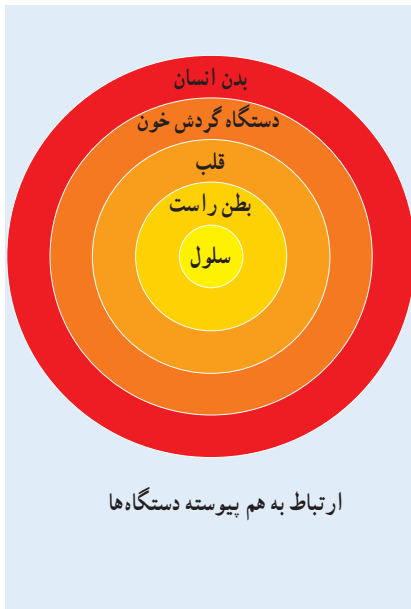 بدن انسان
دستگاه گردش خون
قلب
بطن راست
سلول
ارتباط به هم پیوسته دستگاه‌ها